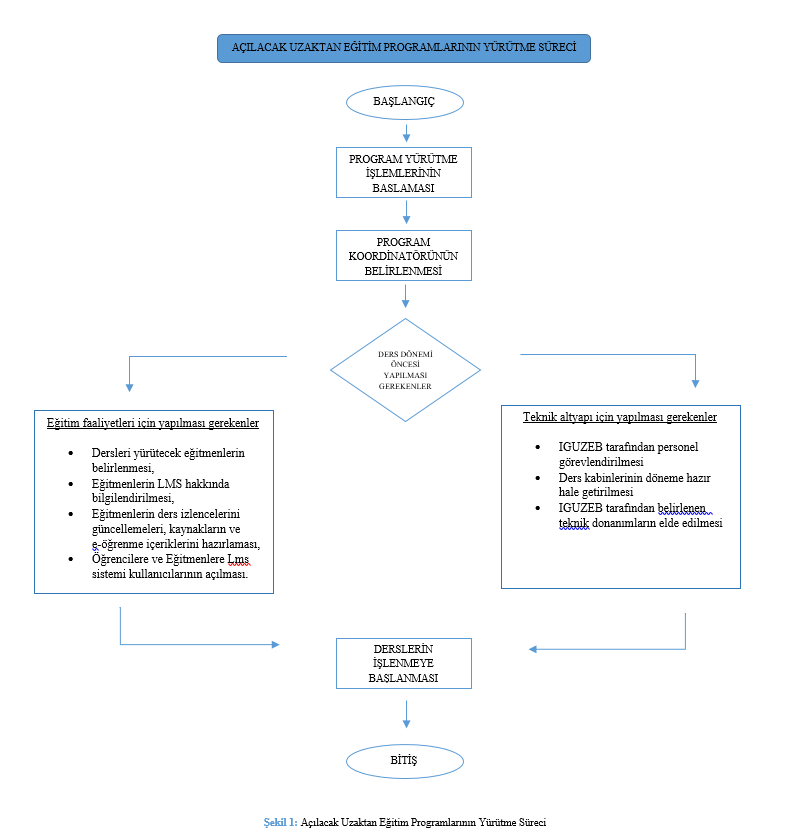 AÇILACAK UZAKTAN EĞİTİM PROGRAMLARININ YÜRÜTME SÜRECİ
BAŞLANGIÇ
PROGRAM YÜRÜTME
İŞLEMLERİNİN
BASLAMASI
PROGRAM
KOORDİNATÖRÜNÜN
BELİRLENMESİ
DERS DÖNEMİ
ÖNCESİ
YAPILMASI
GEREKENLER
Eğitim faaliyetleri için yapılması gerekenler
• Dersleri yürütecek eğitmenlerin
belirlenmesi,
• Eğitmenlerin LMS hakkında
bilgilendirilmesi,
• Eğitmenlerin ders izlencelerini
güncellemeleri, kaynakların ve
e-öğrenme içeriklerini hazırlaması,
• Öğrencilere ve Eğitmenlere Lms
sistemi kullanıcılarının açılması.
Teknik altyapı için yapılması gerekenler
• IGUZEB tarafından personel
görevlendirilmesi
• Ders kabinlerinin döneme hazır
hale getirilmesi
• IGUZEB tarafından belirlenen
teknik donanımların elde edilmesi
DERSLERİN
İŞLENMEYE
BAŞLANMASI
BİTİŞ
Şekil 1: Açılacak Uzaktan Eğitim Programlarının Yürütme Süreci